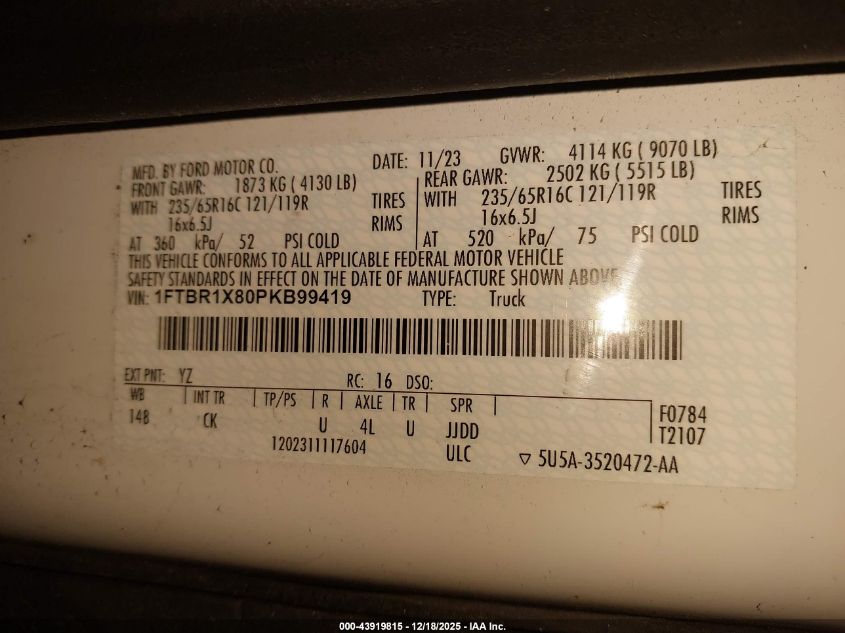 MFD. BY FORD MOTOR CO.
DATE: 11/23 GVWR: 4114 KG ( 9070 LB)
FRONT GAWR: 1873 KG ( 4130 LB)
REAR GAWR: 2502 KG ( 5515 LB)
WITH 235/65R16C 121/119R TIRES
WITH 235/65R16C 121/119R TIRES
16x6.5J RIMS
16x6.5J RIMS
AT 360 kPa/ 52 PSI COLD
AT 520 kPa/ 75 PSI COLD
THIS VEHICLE CONFORMS TO ALL APPLICABLE FEDERAL MOTOR VEHICLE
SAFETY STANDARDS IN EFFECT ON THE DATE OF MANUFACTURE SHOWN ABOVE.
VIN: 1FTBR1X80PKB99419 TYPE: Truck
EXT PNT: YZ RC: 16 DSO:
WB INT TR TP/PS R AXLE TR SPR
148 CK U 4L U JJDD
F0784
T2107
1202311117604 ULC ▽ 5U5A-3520472-AA
000-43919815 - 12/18/2025 - IAA Inc.